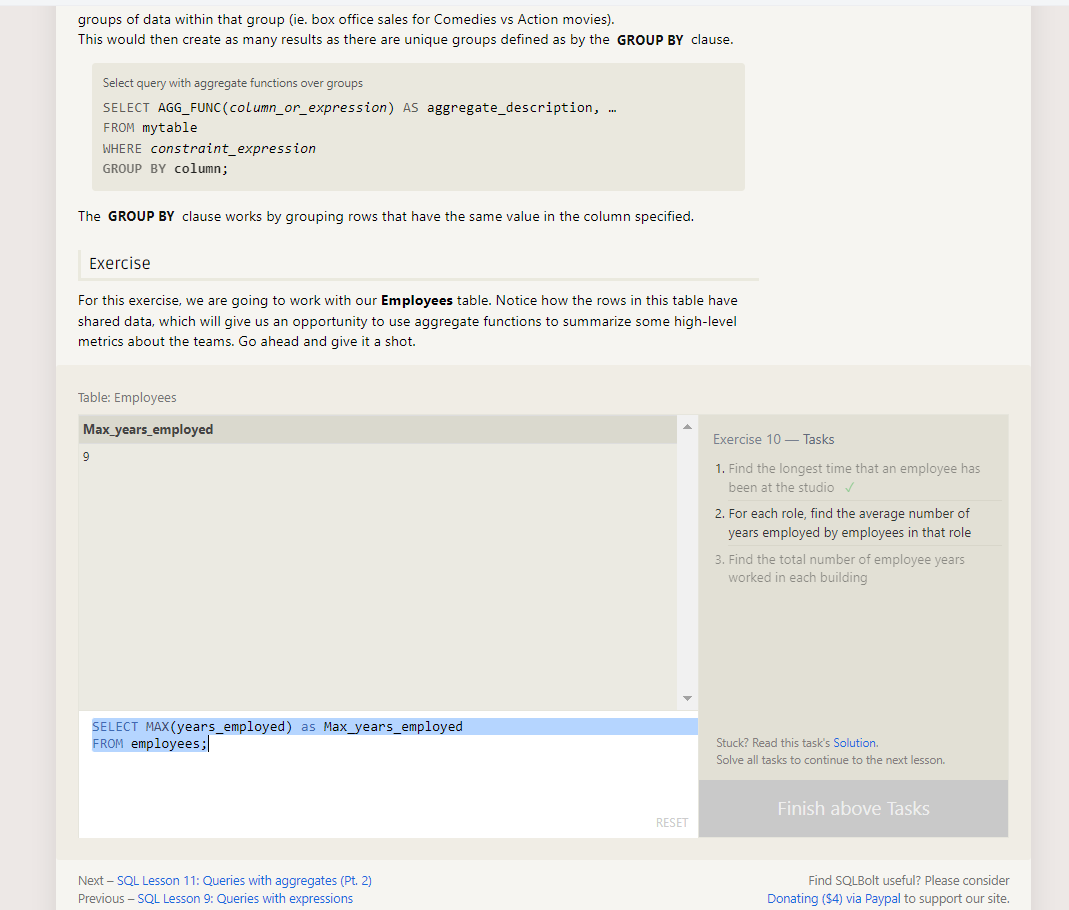 groups of data within that group (ie. box office sales for Comedies vs Action movies).
This would then create as many results as there are unique groups defined as by the GROUP BY clause.
Select query with aggregate functions over groups
SELECT AGG_FUNC(column_or_expression) AS aggregate_description, …
FROM mytable
WHERE constraint_expression
GROUP BY column;
The GROUP BY clause works by grouping rows that have the same value in the column specified.
Exercise
For this exercise, we are going to work with our Employees table. Notice how the rows in this table have
shared data, which will give us an opportunity to use aggregate functions to summarize some high-level
metrics about the teams. Go ahead and give it a shot.
Table: Employees
Max_years_employed
9
SELECT MAX(years_employed) as Max_years_employed
FROM employees;
RESET
Exercise 10 — Tasks
1. Find the longest time that an employee has
been at the studio ✓
2. For each role, find the average number of
years employed by employees in that role
3. Find the total number of employee years
worked in each building
Stuck? Read this task's Solution.
Solve all tasks to continue to the next lesson.
Finish above Tasks
Next – SQL Lesson 11: Queries with aggregates (Pt. 2)
Previous – SQL Lesson 9: Queries with expressions
Find SQLBolt useful? Please consider
Donating ($4) via Paypal to support our site.